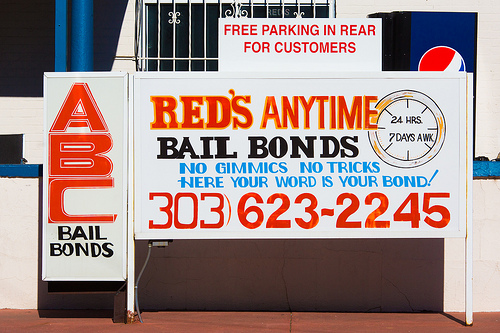 FREE PARKING IN REAR
FOR CUSTOMERS
ABC
BAIL
BONDS
RED'S ANYTIME
BAIL BONDS
NO GIMMICS NO TRICKS
HERE YOUR WORD IS YOUR BOND!
303) 623-2245
24 HRS.
7 DAYS A WK.